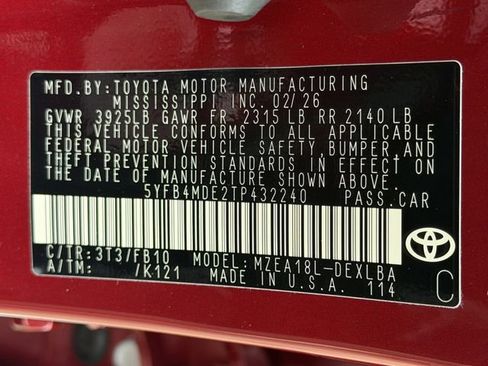 MFD.BY: TOYOTA MOTOR MANUFACTURING
MISSISSIPPI INC. 02/26
GVWR 3925LB GAWR FR 2315 LB RR 2140 LB
THIS VEHICLE CONFORMS TO ALL APPLICABLE
FEDERAL MOTOR VEHICLE SAFETY, BUMPER, AND
THEFT PREVENTION STANDARDS IN EFFECT ON
THE DATE OF MANUFACTURE SHOWN ABOVE.
5YFB4MDE2TP432240 PASS. CAR
C/TR: 3T3/FB10 MODEL: MZEA18L-DEXLBA
A/TM: /K121 MADE IN U.S.A. 114
C